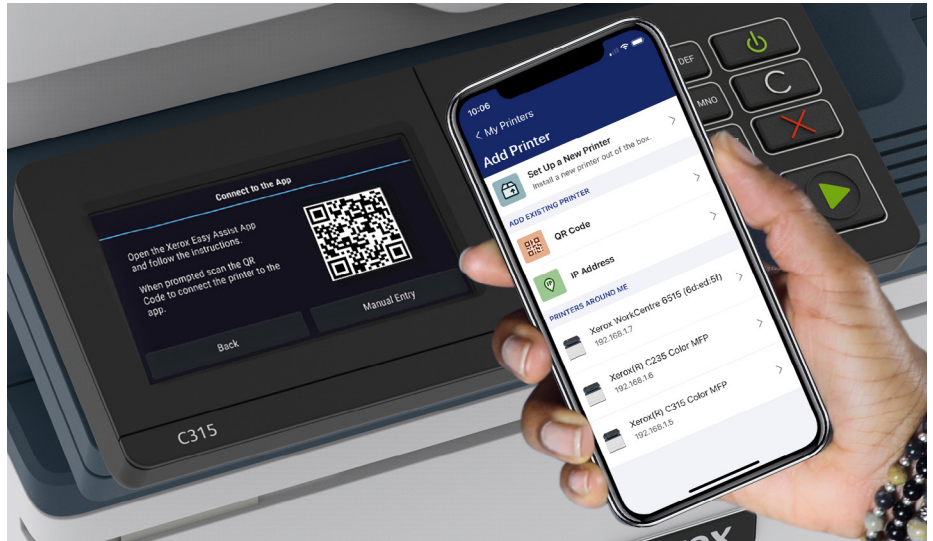 Connect to the App
Open the Xerox Easy Assist App
and follow the instructions.
When prompted scan the QR
Code to connect the printer to the
app.
Back
Manual Entry
C315
10:06
My Printers
Add Printer
Set Up a New Printer
Install a new printer out of the box.
ADD EXISTING PRINTER
QR Code
IP
IP Address
PRINTERS AROUND ME
Xerox WorkCentre 6515 (6d:ed:5f)
192.168.1.7
Xerox(R) C235 Color MFP
192.168.1.6
Xerox(R) C315 Color MFP
192.168.1.5
DEF
MNO
C